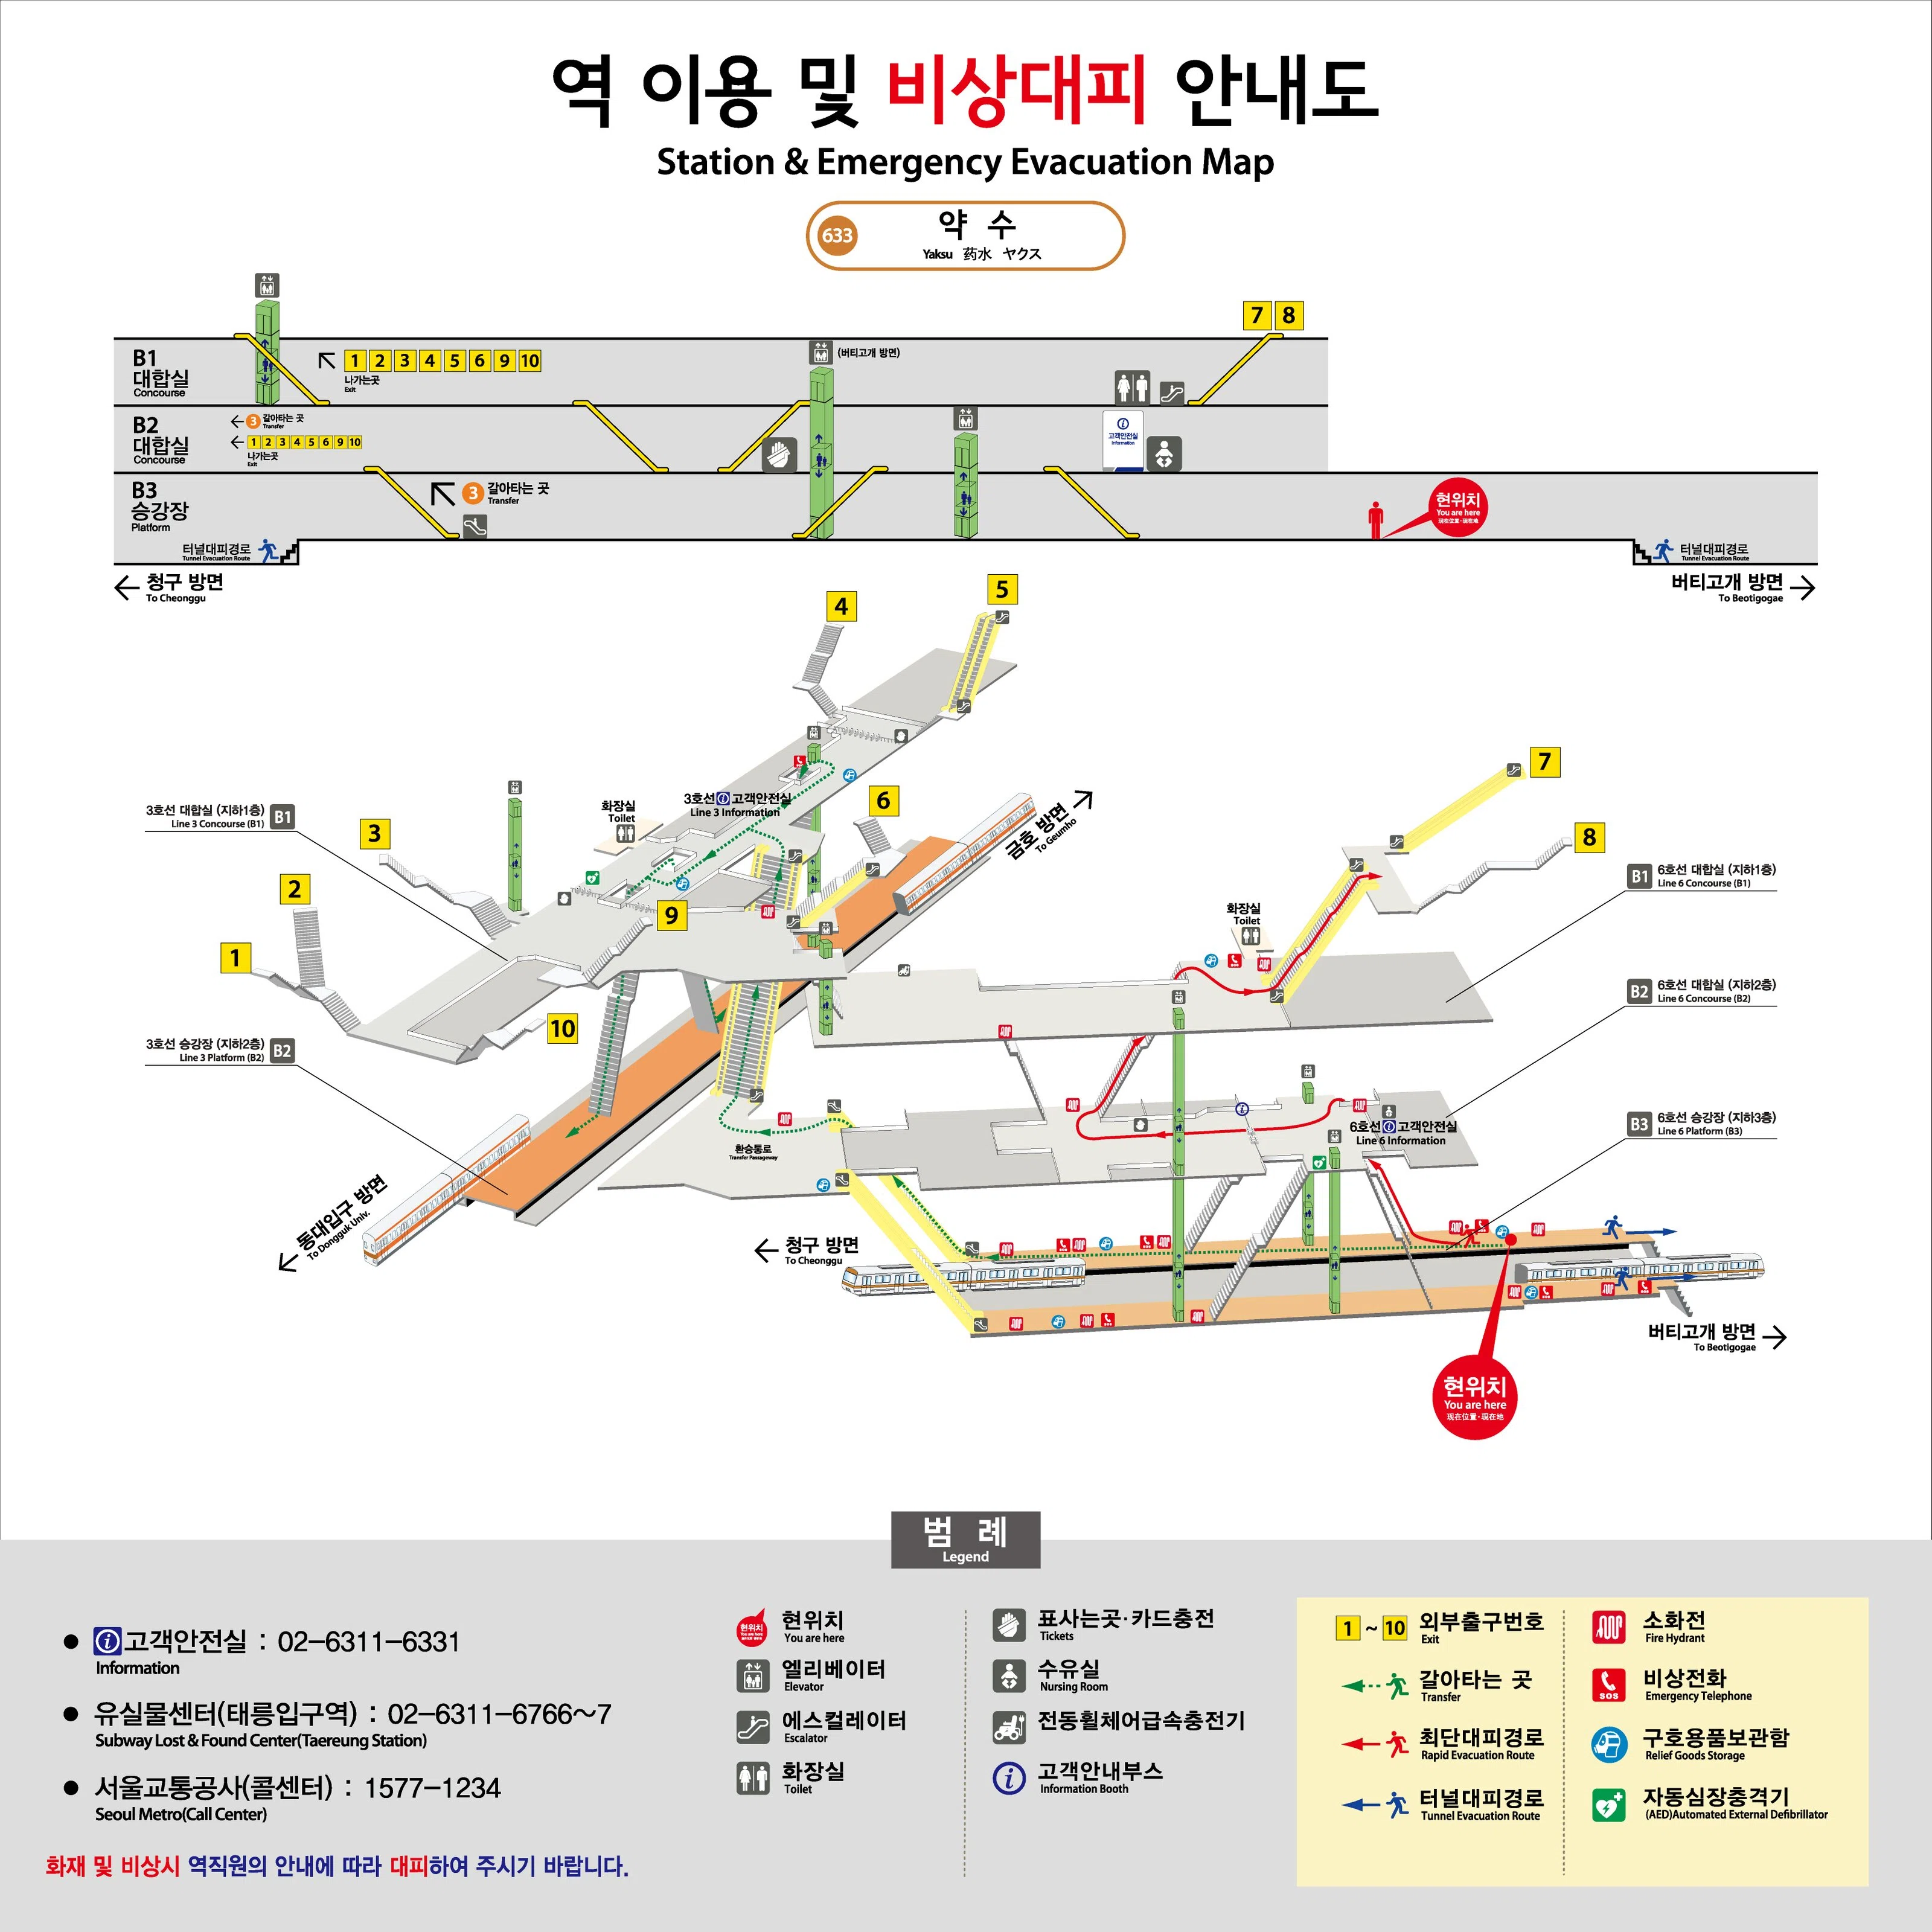 역 이용 및 비상대피 안내도
Station & Emergency Evacuation Map
633
약 수
Yaksu 药水 ヤクス
7 8
B1
대합실
Concourse
1 2 3 4 5 6 9 10
나가는곳
Exit
(버티고개 방면)
B2
대합실
Concourse
3 갈아타는 곳
Transfer
1 2 3 4 5 6 9 10
나가는곳
Exit
고객안전실
Information
B3
승강장
Platform
3 갈아타는 곳
Transfer
현위치
You are here
现在位置·現在地
터널대피경로
Tunnel Evacuation Route
터널대피경로
Tunnel Evacuation Route
청구 방면
To Cheonggu
버티고개 방면
To Beotigogae
4
5
7
6
3
8
2
9
1
10
3호선 대합실 (지하1층) B1
Line 3 Concourse (B1)
화장실
Toilet
3호선 고객안전실
Line 3 Information
금호 방면
To Geumho
B1 6호선 대합실 (지하1층)
Line 6 Concourse (B1)
화장실
Toilet
B2 6호선 대합실 (지하2층)
Line 6 Concourse (B2)
3호선 승강장 (지하2층) B2
Line 3 Platform (B2)
환승통로
Transfer Passageway
6호선 고객안전실
Line 6 Information
B3 6호선 승강장 (지하3층)
Line 6 Platform (B3)
동대입구 방면
To Dongguk Univ.
청구 방면
To Cheonggu
버티고개 방면
To Beotigogae
현위치
You are here
现在位置·現在地
범 례
Legend
● 고객안전실 : 02-6311-6331
Information
● 유실물센터(태릉입구역) : 02-6311-6766~7
Subway Lost & Found Center(Taereung Station)
● 서울교통공사(콜센터) : 1577-1234
Seoul Metro(Call Center)
화재 및 비상시 역직원의 안내에 따라 대피하여 주시기 바랍니다.
현위치
You are here
엘리베이터
Elevator
에스컬레이터
Escalator
화장실
Toilet
표사는곳·카드충전
Tickets
수유실
Nursing Room
전동휠체어급속충전기
고객안내부스
Information Booth
1 ~ 10 외부출구번호
Exit
갈아타는 곳
Transfer
최단대피경로
Rapid Evacuation Route
터널대피경로
Tunnel Evacuation Route
소화전
Fire Hydrant
SOS
비상전화
Emergency Telephone
구호용품보관함
Relief Goods Storage
자동심장충격기
(AED)Automated External Defibrillator